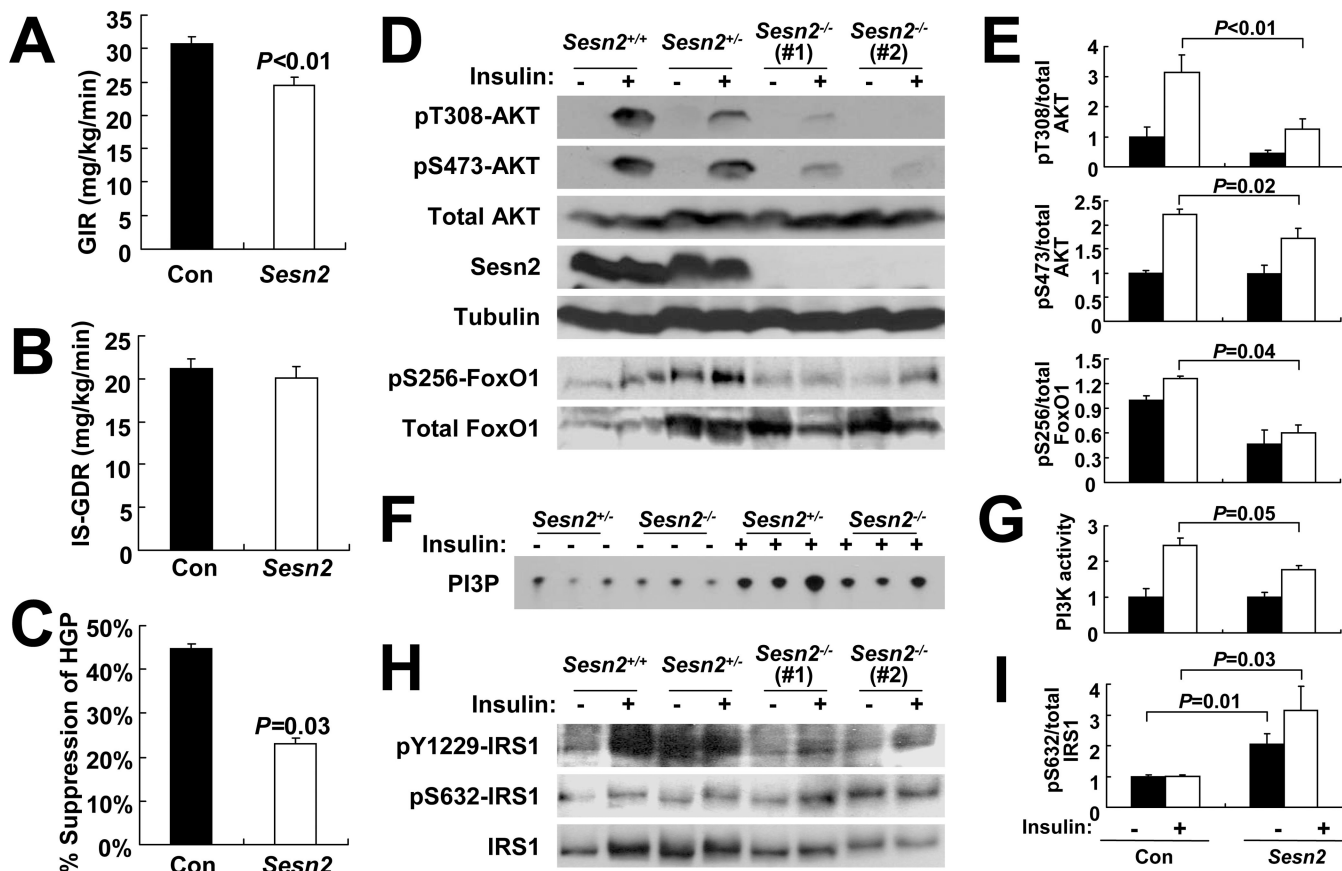 A
35
30
25
20
15
10
5
0
GIR (mg/kg/min)
P<0.01
Con
Sesn2
B
25
20
15
10
5
0
IS-GDR (mg/kg/min)
Con
Sesn2
C
50%
40%
30%
20%
10%
0%
% Suppression of HGP
P=0.03
Con
Sesn2
D
Sesn2+/+ Sesn2+/- Sesn2-/- (#1) Sesn2-/- (#2)
Insulin: - + - + - + - +
pT308-AKT
pS473-AKT
Total AKT
Sesn2
Tubulin
pS256-FoxO1
Total FoxO1
E
P<0.01
4
3
2
1
0
pT308/total
AKT
P=0.02
2.5
2
1.5
1
0.5
0
pS473/total
AKT
P=0.04
1.5
1.2
0.9
0.6
0.3
0
pS256/total
FoxO1
F
Sesn2+/- Sesn2-/- Sesn2+/- Sesn2-/-
Insulin: - - - - - - + + + + + +
PI3P
G
P=0.05
3
2
1
0
PI3K activity
H
Sesn2+/+ Sesn2+/- Sesn2-/- (#1) Sesn2-/- (#2)
Insulin: - + - + - + - +
pY1229-IRS1
pS632-IRS1
IRS1
I
P=0.03
P=0.01
4
3
2
1
0
pS632/total
IRS1
Insulin: - + - +
Con Sesn2